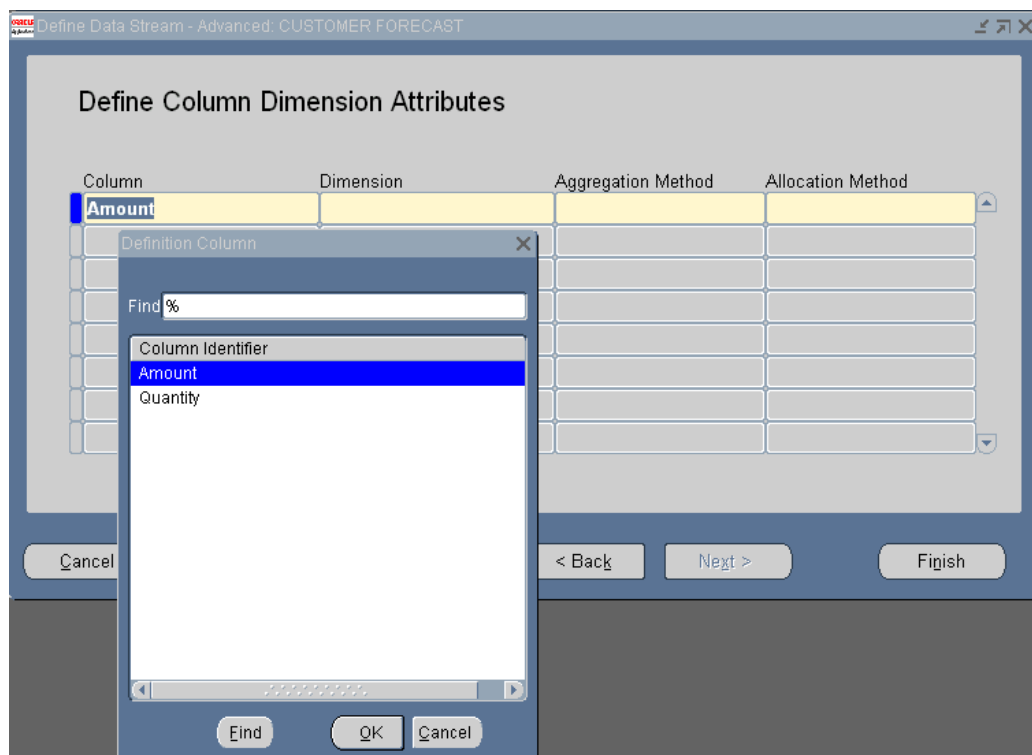 ORACLE
Define Data Stream - Advanced: CUSTOMER FORECAST
Define Column Dimension Attributes
Column Dimension Aggregation Method Allocation Method
Amount
Definition Column
Find %
Column Identifier
Amount
Quantity
Cancel < Back Next > Finish
Find OK Cancel